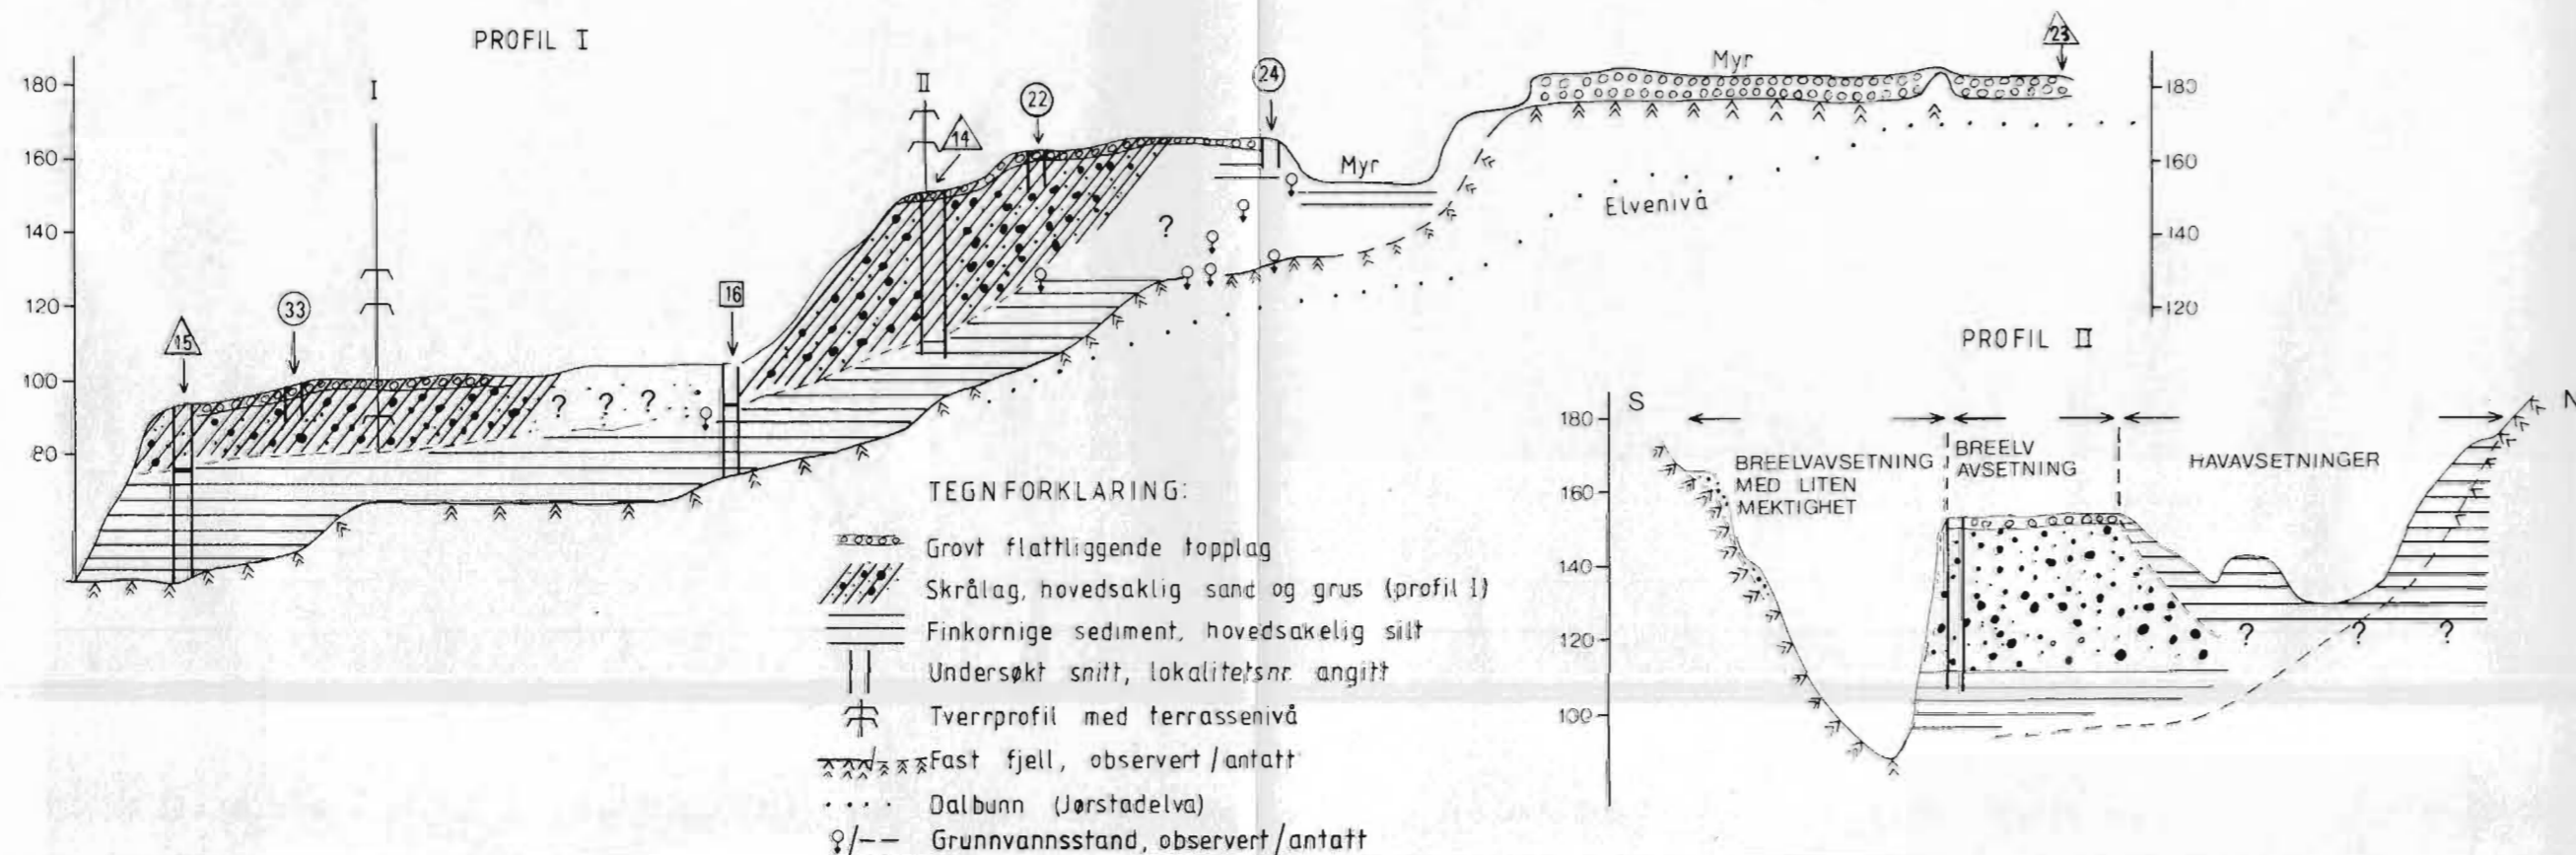 PROFIL I
180
160
140
120
100
80
15
33
I
16
II
14
22
24
?
? ? ?
Myr
Myr
23
Elvenivå
180
160
140
120
PROFIL II
S
N
180
160
140
120
100
BREELVAVSETNING
MED LITEN
MEKTIGHET
BREELV
AVSETNING
HAVAVSETNINGER
? ? ?
TEGNFORKLARING:
Grovt flattliggende topplag
Skrålag, hovedsaklig sand og grus (profil I)
Finkornige sediment, hovedsakelig silt
Undersøkt snitt, lokalitetsnr. angitt
Tverrprofil med terrassenivå
Fast fjell, observert/antatt
Dalbunn (Jørstadelva)
Grunnvannsstand, observert/antatt